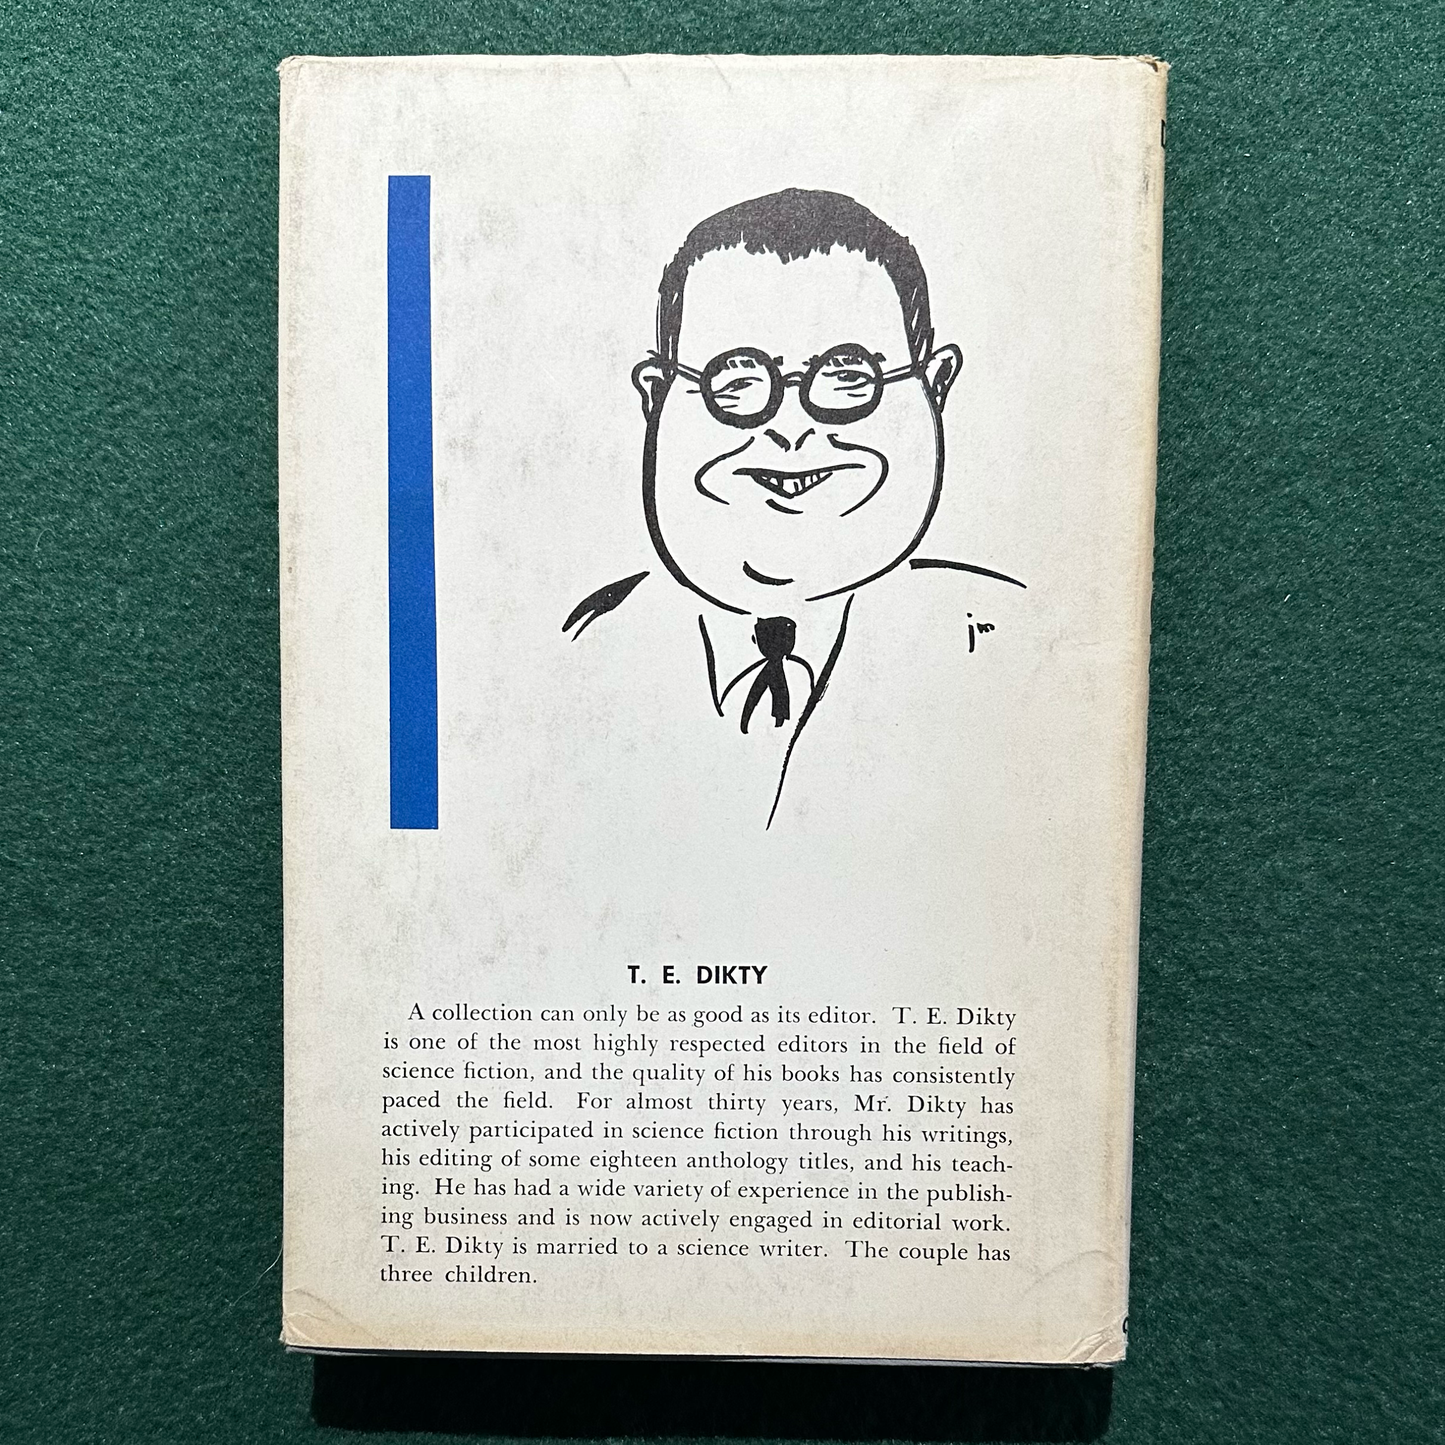 jm
T. E. DIKTY
A collection can only be as good as its editor. T. E. Dikty
is one of the most highly respected editors in the field of
science fiction, and the quality of his books has consistently
paced the field. For almost thirty years, Mr. Dikty has
actively participated in science fiction through his writings,
his editing of some eighteen anthology titles, and his teach-
ing. He has had a wide variety of experience in the publish-
ing business and is now actively engaged in editorial work.
T. E. Dikty is married to a science writer. The couple has
three children.